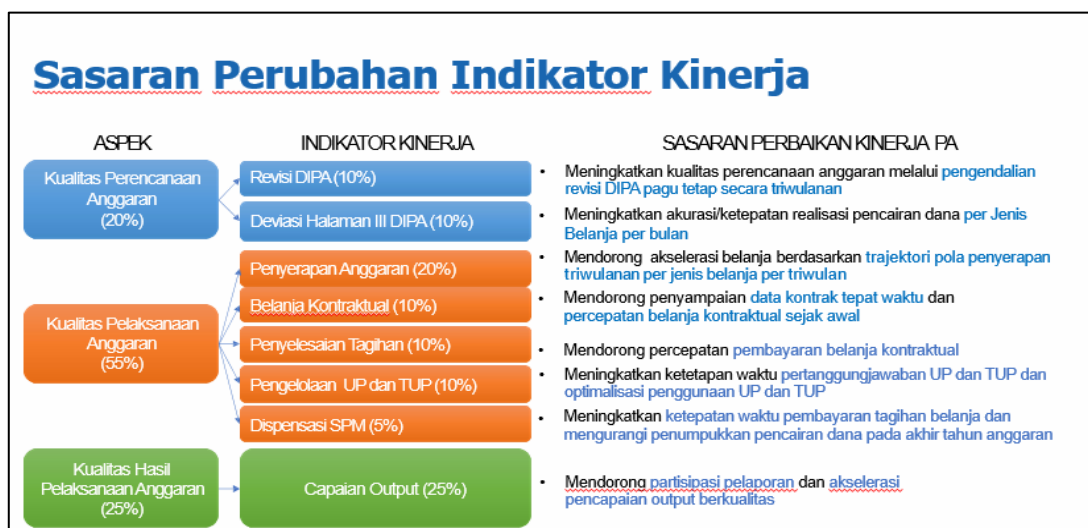 Sasaran Perubahan Indikator Kinerja
ASPEK
INDIKATOR KINERJA
SASARAN PERBAIKAN KINERJA PA
Kualitas Perencanaan
Anggaran
(20%)
Revisi DIPA (10%)
Deviasi Halaman III DIPA (10%)
• Meningkatkan kualitas perencanaan anggaran melalui pengendalian
revisi DIPA pagu tetap secara triwulanan
• Meningkatkan akurasi/ketepatan realisasi pencairan dana per Jenis
Belanja per bulan
Kualitas Pelaksanaan
Anggaran
(55%)
Penyerapan Anggaran (20%)
Belanja Kontraktual (10%)
Penyelesaian Tagihan (10%)
Pengelolaan UP dan TUP (10%)
Dispensasi SPM (5%)
• Mendorong akselerasi belanja berdasarkan trajektori pola penyerapan
triwulanan per jenis belanja per triwulan
• Mendorong penyampaian data kontrak tepat waktu dan
percepatan belanja kontraktual sejak awal
• Mendorong percepatan pembayaran belanja kontraktual
• Meningkatkan ketetapan waktu pertanggungjawaban UP dan TUP dan
optimalisasi penggunaan UP dan TUP
• Meningkatkan ketepatan waktu pembayaran tagihan belanja dan
mengurangi penumpukkan pencairan dana pada akhir tahun anggaran
Kualitas Hasil
Pelaksanaan Anggaran
(25%)
Capaian Output (25%)
• Mendorong partisipasi pelaporan dan akselerasi
pencapaian output berkualitas